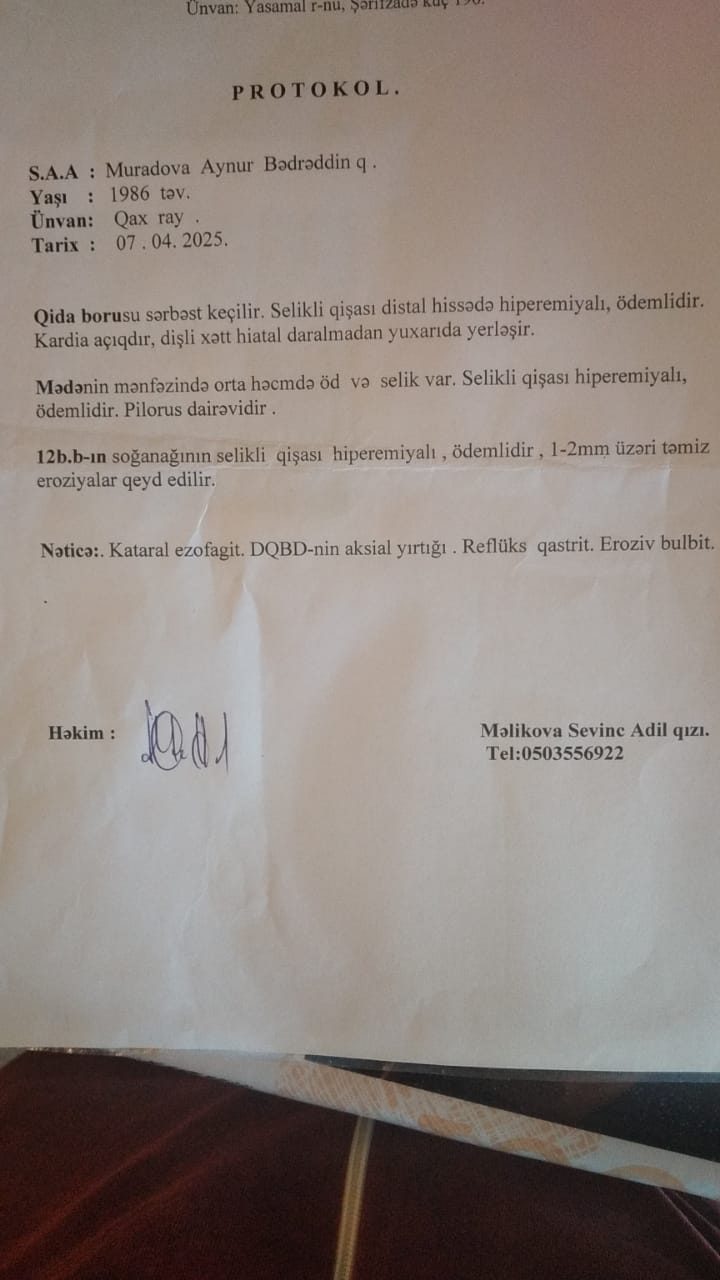 Ünvan: Yasamal r-nu, Şərifzadə küç 196.
PROTOKOL.
S.A.A : Muradova Aynur Bədrəddin q .
Yaşı : 1986 təv.
Ünvan: Qax ray .
Tarix : 07 . 04. 2025.
Qida borusu sərbəst keçilir. Selikli qişası distal hissədə hiperemiyalı, ödemlidir.
Kardia açıqdır, dişli xətt hiatal daralmadan yuxarıda yerləşir.
Mədənin mənfəzində orta həcmdə öd və selik var. Selikli qişası hiperemiyalı,
ödemlidir. Pilorus dairəvidir .
12b.b-ın soğanağının selikli qişası hiperemiyalı , ödemlidir , 1-2mm üzəri təmiz
eroziyalar qeyd edilir.
Nəticə:. Kataral ezofagit. DQBD-nin aksial yırtığı . Reflüks qastrit. Eroziv bulbit.
.
Həkim :
Məlikova Sevinc Adil qızı.
Tel:0503556922